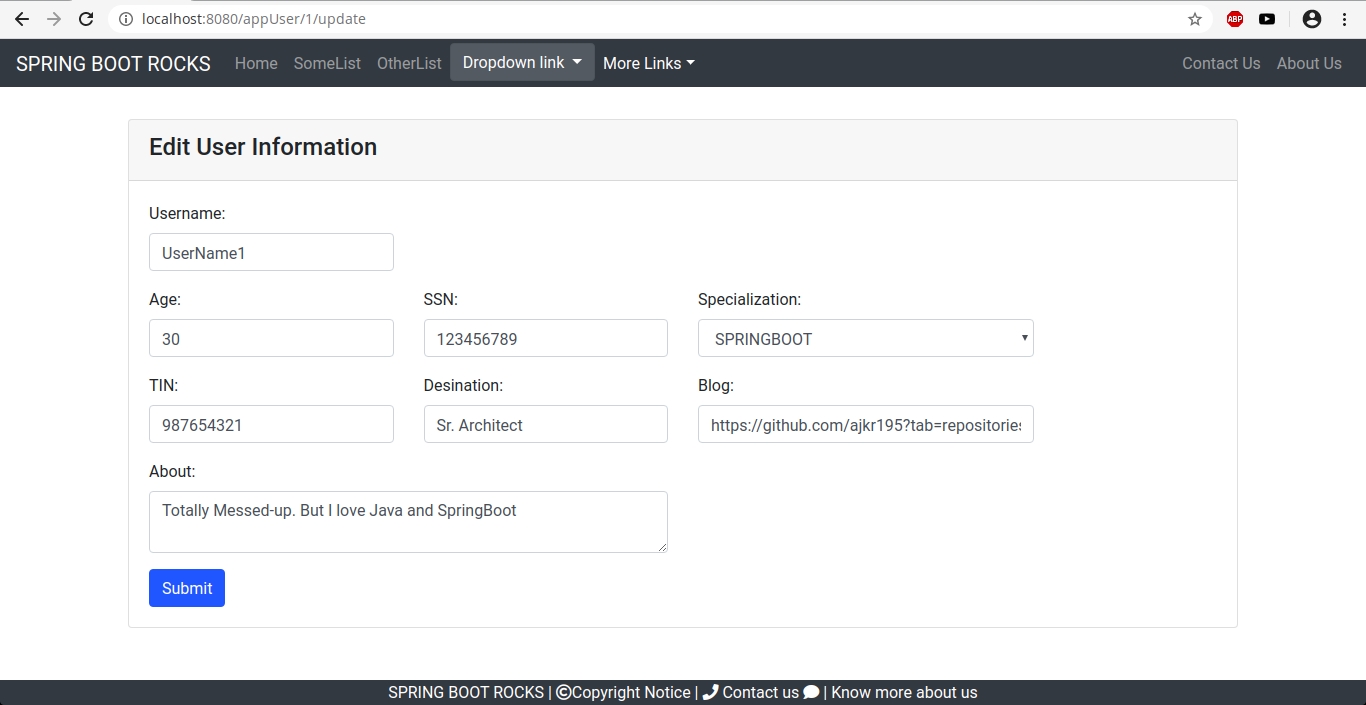 localhost:8080/appUser/1/update
ABP
SPRING BOOT ROCKS Home SomeList OtherList Dropdown link More Links Contact Us About Us
Edit User Information
Username:
UserName1
Age: SSN: Specialization:
30 123456789 SPRINGBOOT
TIN: Desination: Blog:
987654321 Sr. Architect https://github.com/ajkr195?tab=repositories
About:
Totally Messed-up. But I love Java and SpringBoot
Submit
SPRING BOOT ROCKS | ©Copyright Notice | Contact us | Know more about us